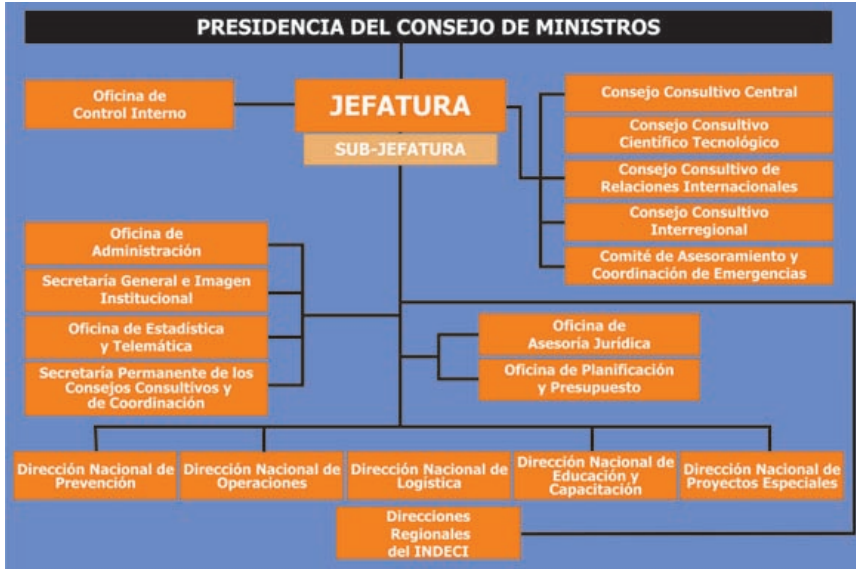 PRESIDENCIA DEL CONSEJO DE MINISTROS
Oficina de
Control Interno
JEFATURA
SUB-JEFATURA
Consejo Consultivo Central
Consejo Consultivo
Científico Tecnológico
Consejo Consultivo de
Relaciones Internacionales
Consejo Consultivo
Interregional
Comité de Asesoramiento y
Coordinación de Emergencias
Oficina de
Administración
Secretaría General e Imagen
Institucional
Oficina de Estadística
y Telemática
Secretaría Permanente de los
Consejos Consultivos y
de Coordinación
Oficina de
Asesoría Jurídica
Oficina de Planificación
y Presupuesto
Dirección Nacional de
Prevención
Dirección Nacional de
Operaciones
Dirección Nacional de
Logística
Dirección Nacional de
Educación y
Capacitación
Dirección Nacional de
Proyectos Especiales
Direcciones
Regionales
del INDECI